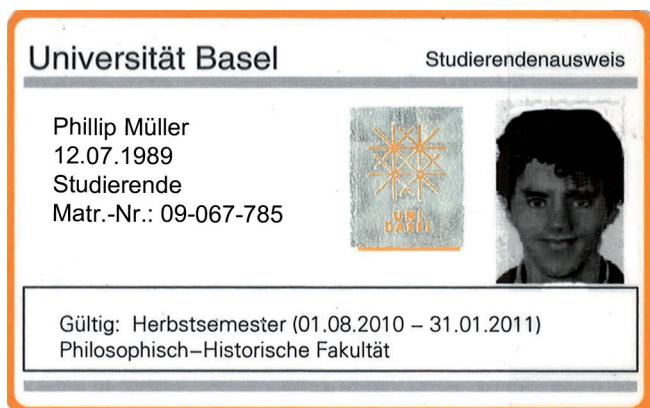 Universität Basel
Studierendenausweis
Phillip Müller
12.07.1989
Studierende
Matr.-Nr.: 09-067-785
UNI
BASEL
Gültig: Herbstsemester (01.08.2010 – 31.01.2011)
Philosophisch–Historische Fakultät